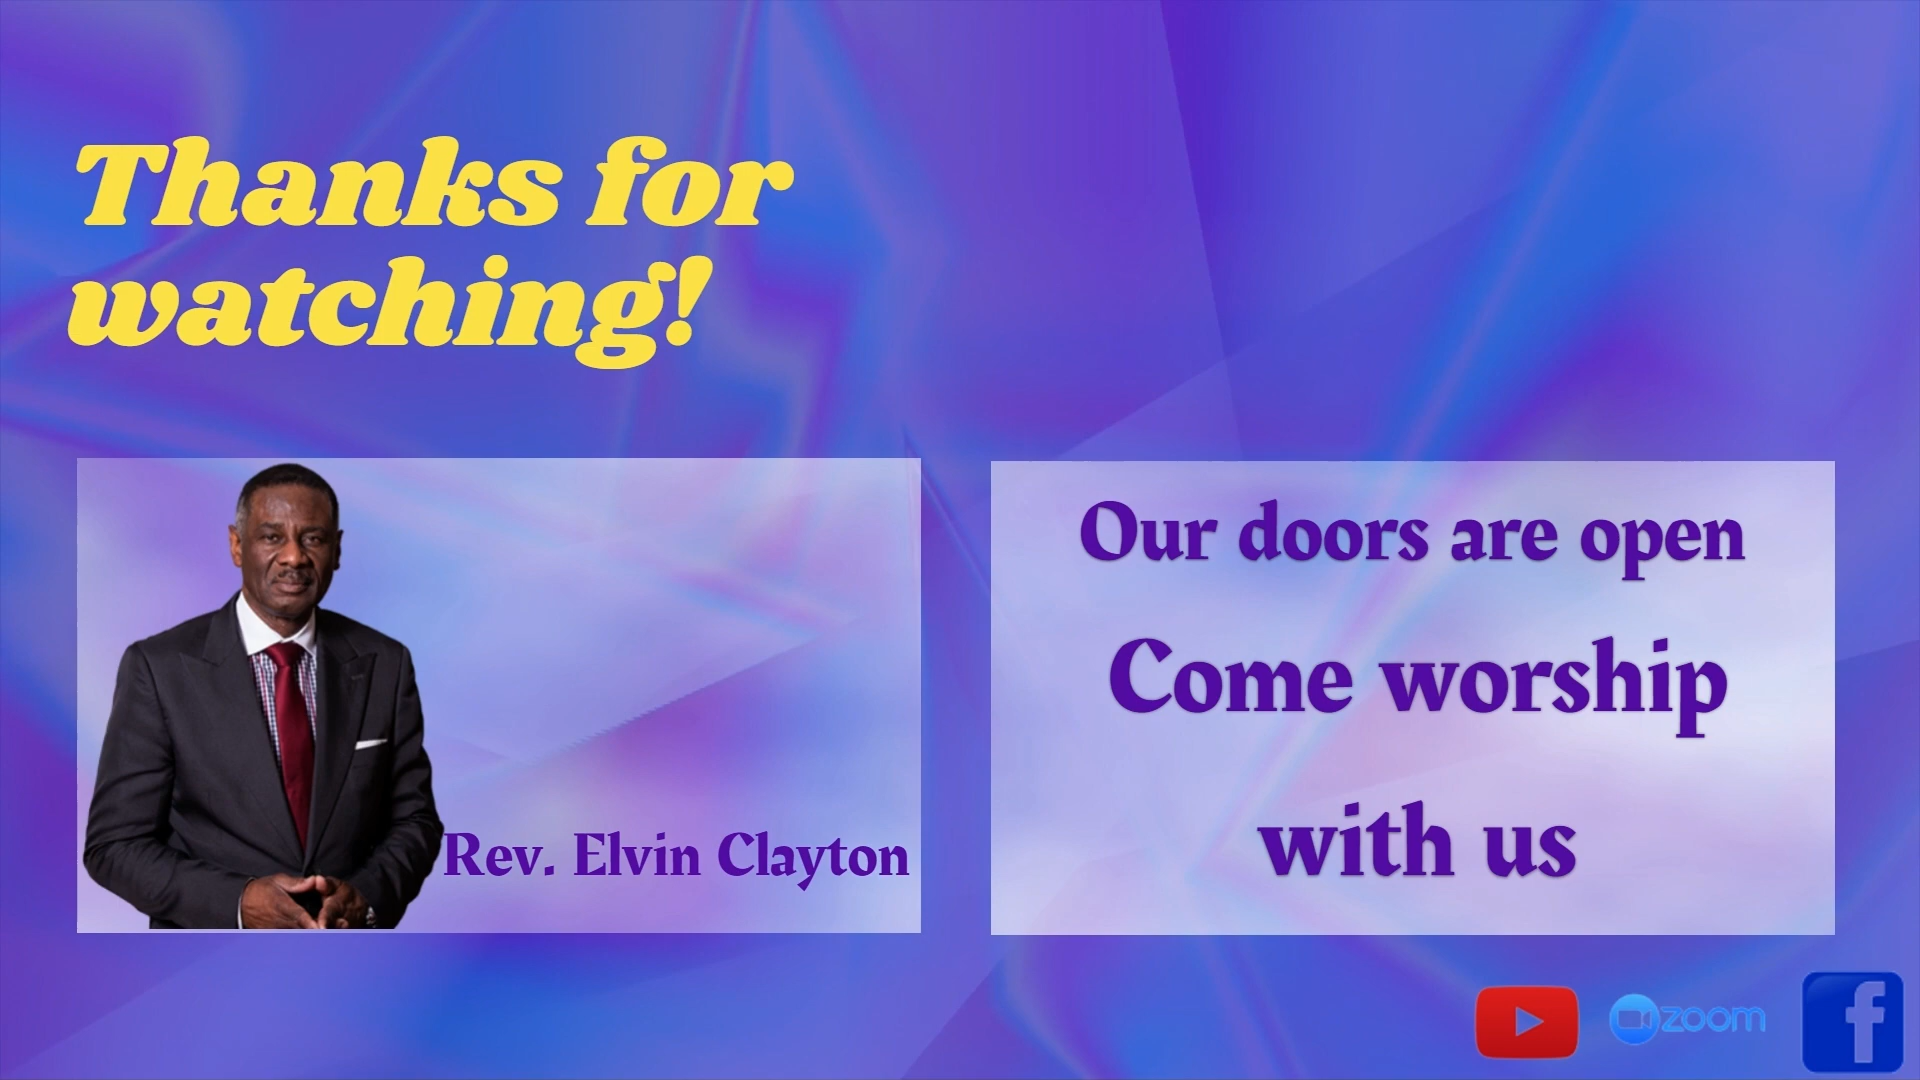 Thanks for
watching!
Rev. Elvin Clayton
Our doors are open
Come worship
with us
zoom
f